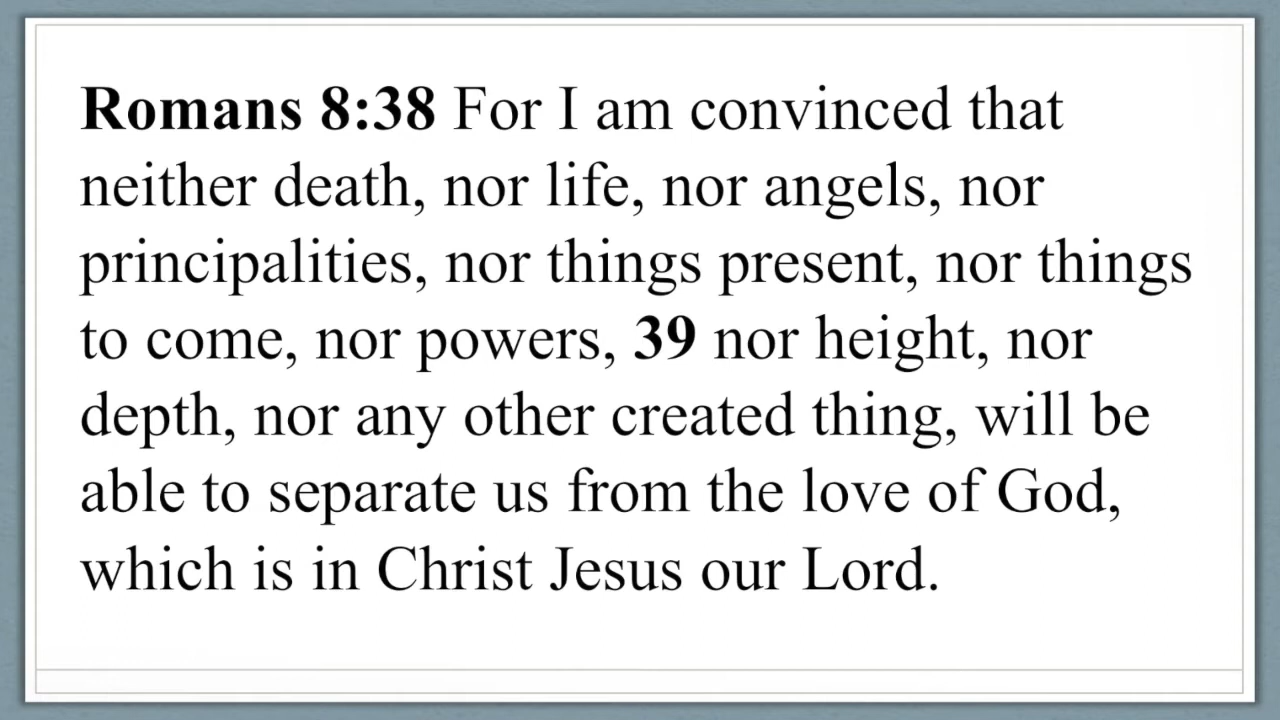 Romans 8:38 For I am convinced that
neither death, nor life, nor angels, nor
principalities, nor things present, nor things
to come, nor powers, 39 nor height, nor
depth, nor any other created thing, will be
able to separate us from the love of God,
which is in Christ Jesus our Lord.